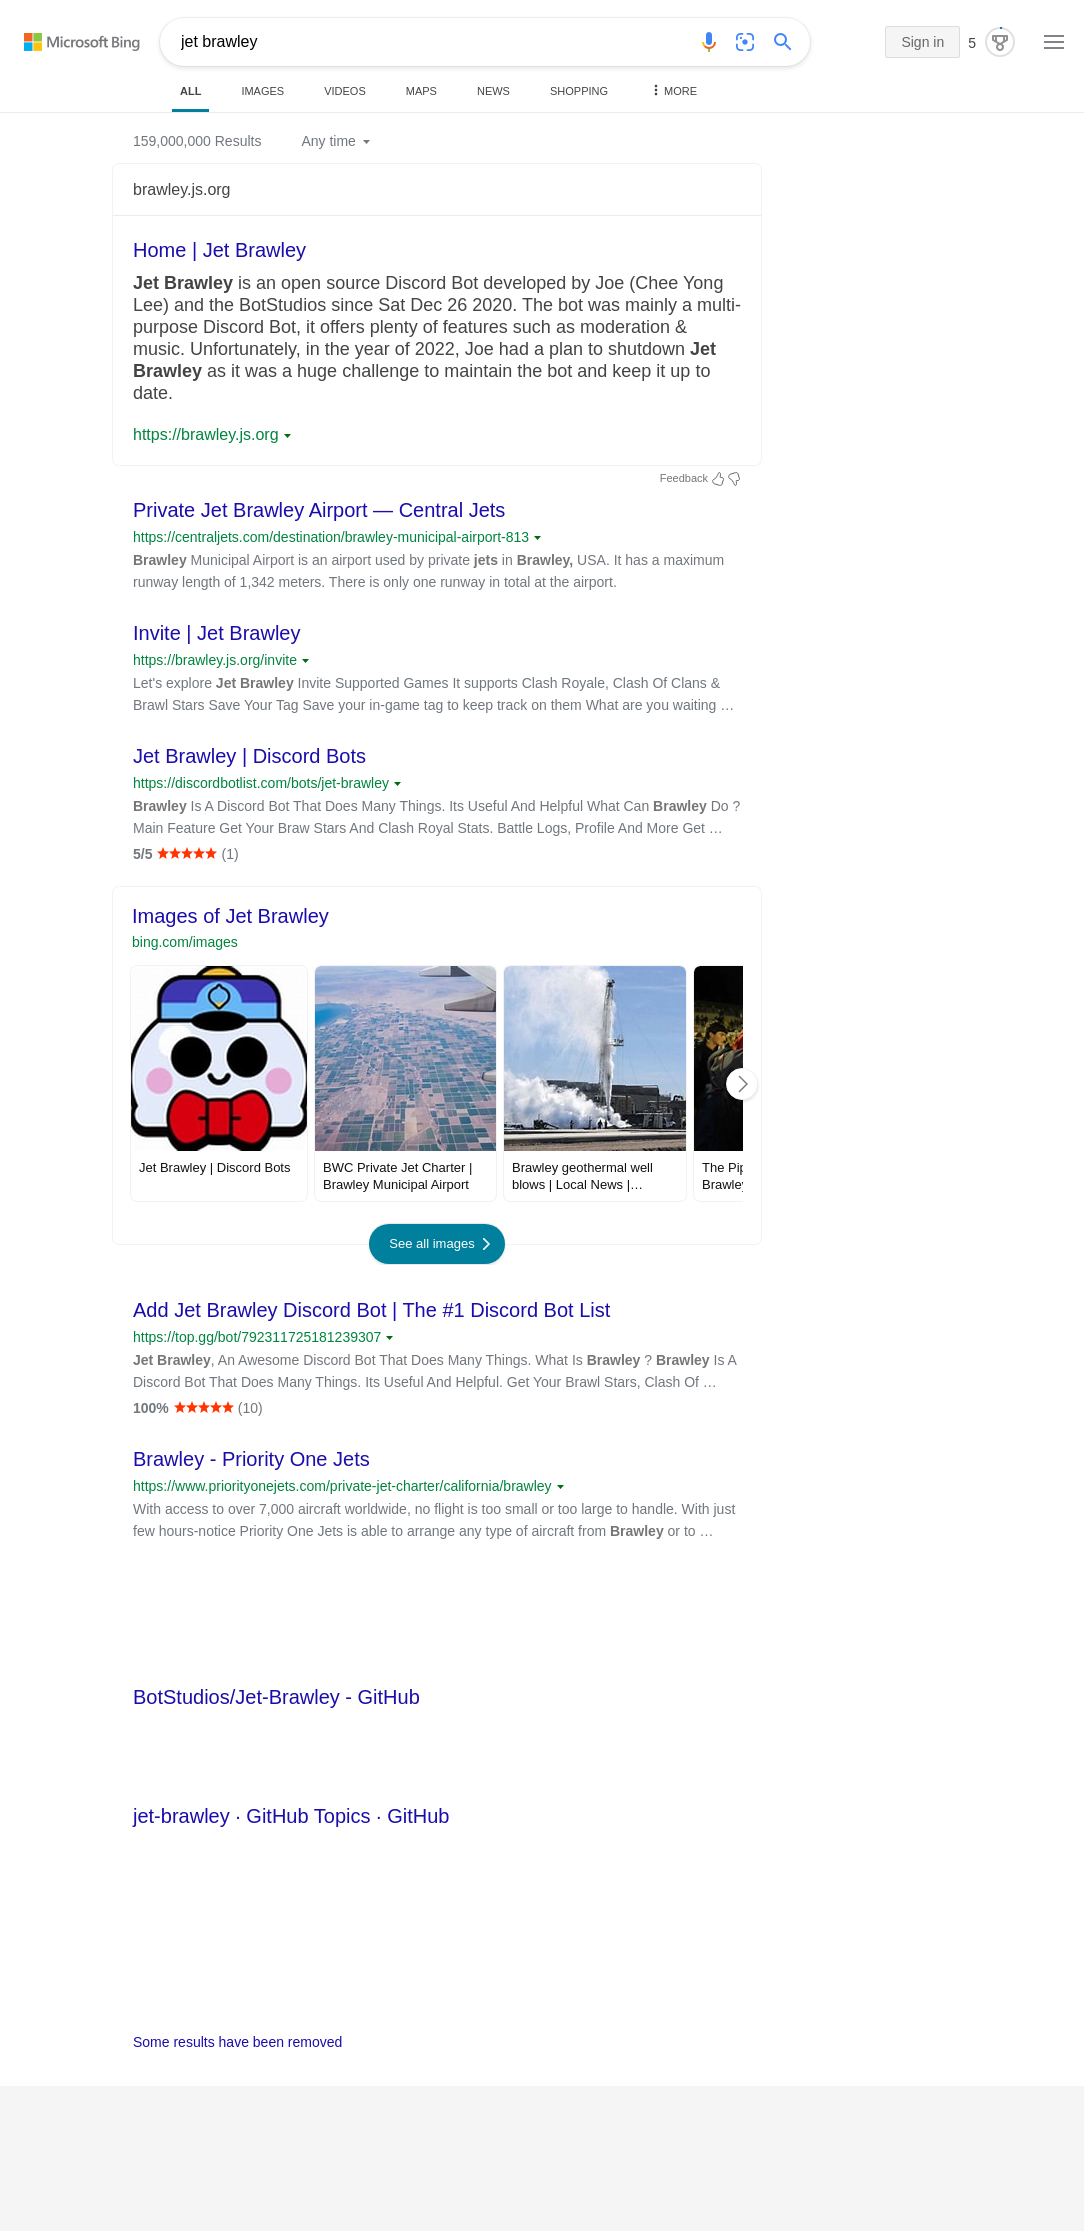 Microsoft Bing
jet brawley
Sign in
5
ALL
IMAGES
VIDEOS
MAPS
NEWS
SHOPPING
MORE
159,000,000 Results
Any time
brawley.js.org
Home | Jet Brawley
Jet Brawley is an open source Discord Bot developed by Joe (Chee Yong
Lee) and the BotStudios since Sat Dec 26 2020. The bot was mainly a multi-
purpose Discord Bot, it offers plenty of features such as moderation &
music. Unfortunately, in the year of 2022, Joe had a plan to shutdown Jet
Brawley as it was a huge challenge to maintain the bot and keep it up to
date.
https://brawley.js.org
Feedback
Private Jet Brawley Airport — Central Jets
https://centraljets.com/destination/brawley-municipal-airport-813
Brawley Municipal Airport is an airport used by private jets in Brawley, USA. It has a maximum
runway length of 1,342 meters. There is only one runway in total at the airport.
Invite | Jet Brawley
https://brawley.js.org/invite
Let's explore Jet Brawley Invite Supported Games It supports Clash Royale, Clash Of Clans &
Brawl Stars Save Your Tag Save your in-game tag to keep track on them What are you waiting …
Jet Brawley | Discord Bots
https://discordbotlist.com/bots/jet-brawley
Brawley Is A Discord Bot That Does Many Things. Its Useful And Helpful What Can Brawley Do ?
Main Feature Get Your Braw Stars And Clash Royal Stats. Battle Logs, Profile And More Get …
5/5 ★★★★★ (1)
Images of Jet Brawley
bing.com/images
Jet Brawley | Discord Bots
BWC Private Jet Charter |
Brawley Municipal Airport
Brawley geothermal well
blows | Local News |…
The Pip
Brawley
See all images
Add Jet Brawley Discord Bot | The #1 Discord Bot List
https://top.gg/bot/792311725181239307
Jet Brawley, An Awesome Discord Bot That Does Many Things. What Is Brawley ? Brawley Is A
Discord Bot That Does Many Things. Its Useful And Helpful. Get Your Brawl Stars, Clash Of …
100% ★★★★★ (10)
Brawley - Priority One Jets
https://www.priorityonejets.com/private-jet-charter/california/brawley
With access to over 7,000 aircraft worldwide, no flight is too small or too large to handle. With just
few hours-notice Priority One Jets is able to arrange any type of aircraft from Brawley or to …
BotStudios/Jet-Brawley - GitHub
jet-brawley · GitHub Topics · GitHub
Some results have been removed